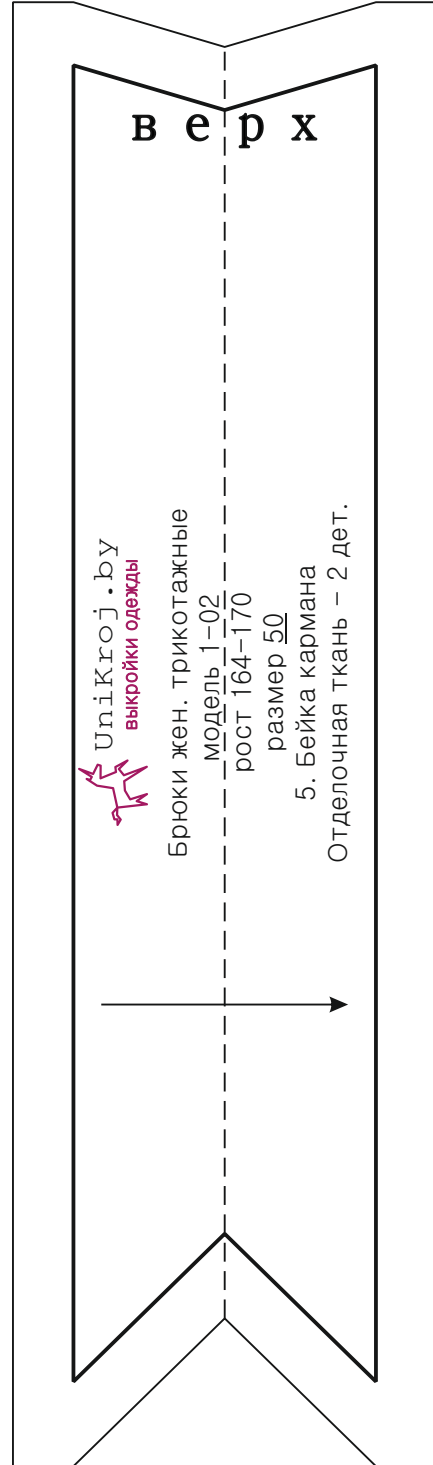 верх
UniKroj.by
выкройки одежды
Брюки жен. трикотажные
модель 1-02
рост 164-170
размер 50
5. Бейка кармана
Отделочная ткань - 2 дет.